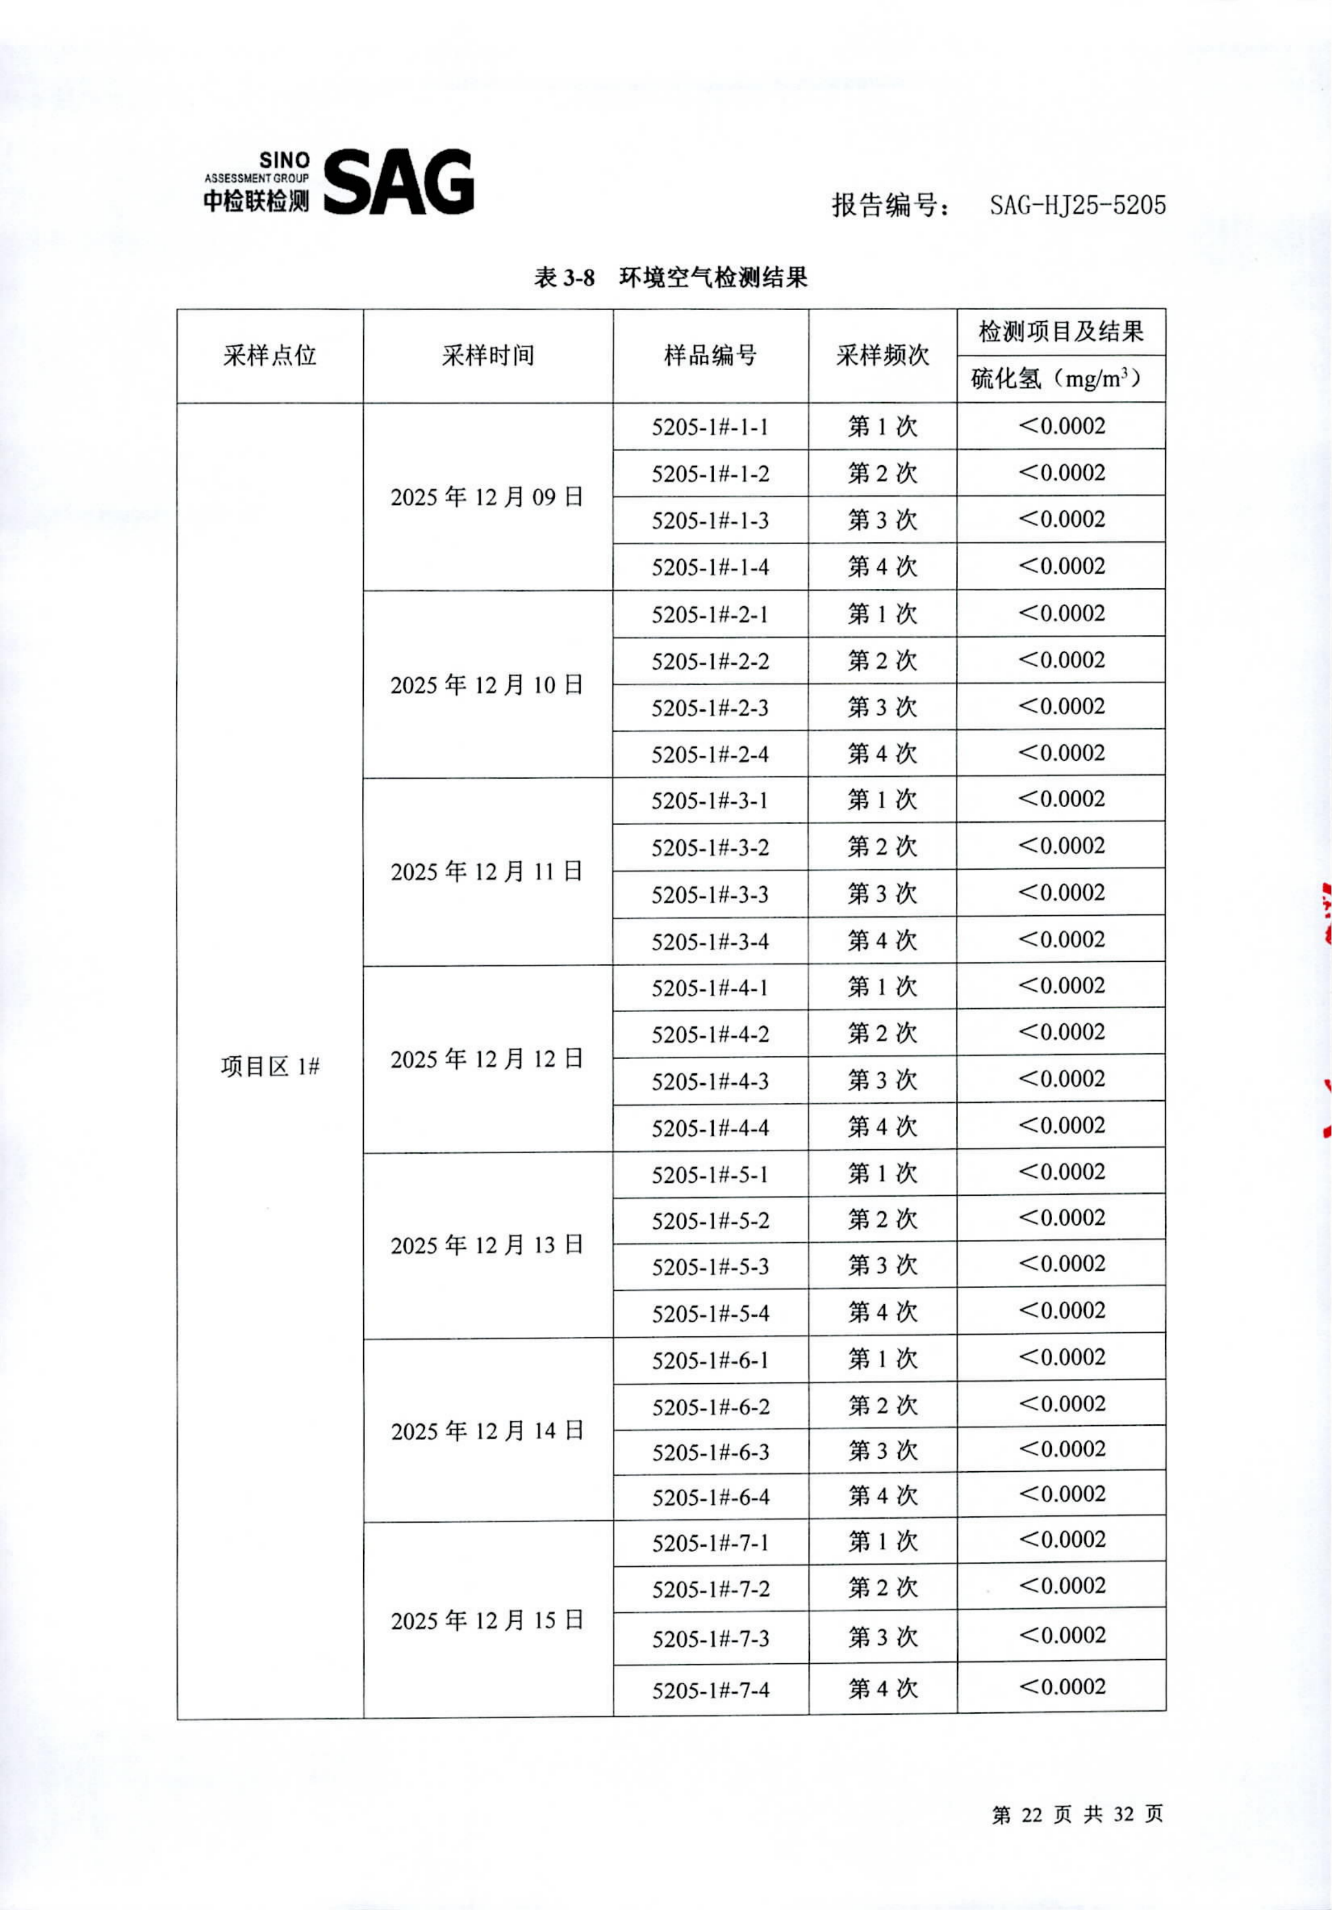 SINO
ASSESSMENT GROUP
中检联检测
SAG
报告编号： SAG-HJ25-5205
表 3-8 环境空气检测结果
采样点位 采样时间 样品编号 采样频次 检测项目及结果
硫化氢（mg/m³）
项目区 1#
2025 年 12 月 09 日
5205-1#-1-1 第 1 次 ＜0.0002
5205-1#-1-2 第 2 次 ＜0.0002
5205-1#-1-3 第 3 次 ＜0.0002
5205-1#-1-4 第 4 次 ＜0.0002
2025 年 12 月 10 日
5205-1#-2-1 第 1 次 ＜0.0002
5205-1#-2-2 第 2 次 ＜0.0002
5205-1#-2-3 第 3 次 ＜0.0002
5205-1#-2-4 第 4 次 ＜0.0002
2025 年 12 月 11 日
5205-1#-3-1 第 1 次 ＜0.0002
5205-1#-3-2 第 2 次 ＜0.0002
5205-1#-3-3 第 3 次 ＜0.0002
5205-1#-3-4 第 4 次 ＜0.0002
2025 年 12 月 12 日
5205-1#-4-1 第 1 次 ＜0.0002
5205-1#-4-2 第 2 次 ＜0.0002
5205-1#-4-3 第 3 次 ＜0.0002
5205-1#-4-4 第 4 次 ＜0.0002
2025 年 12 月 13 日
5205-1#-5-1 第 1 次 ＜0.0002
5205-1#-5-2 第 2 次 ＜0.0002
5205-1#-5-3 第 3 次 ＜0.0002
5205-1#-5-4 第 4 次 ＜0.0002
2025 年 12 月 14 日
5205-1#-6-1 第 1 次 ＜0.0002
5205-1#-6-2 第 2 次 ＜0.0002
5205-1#-6-3 第 3 次 ＜0.0002
5205-1#-6-4 第 4 次 ＜0.0002
2025 年 12 月 15 日
5205-1#-7-1 第 1 次 ＜0.0002
5205-1#-7-2 第 2 次 ＜0.0002
5205-1#-7-3 第 3 次 ＜0.0002
5205-1#-7-4 第 4 次 ＜0.0002
第 22 页 共 32 页